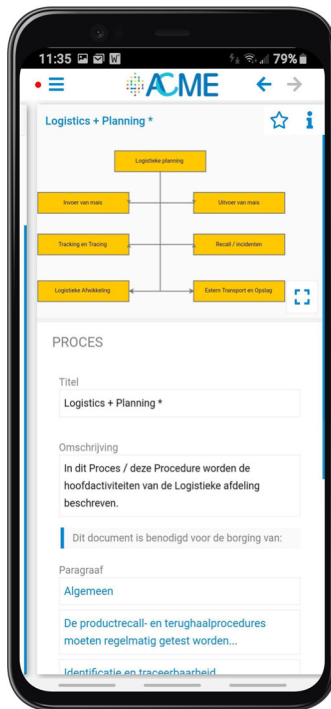 11:35 79%
ACME
Logistics + Planning *
Logistieke planning
Invoer van mais
Uitvoer van mais
Tracking en Tracing
Recall / incidenten
Logistieke Afwikkeling
Extern Transport en Opslag
PROCES
Titel
Logistics + Planning *
Omschrijving
In dit Proces / deze Procedure worden de
hoofdactiviteiten van de Logistieke afdeling
beschreven.
Dit document is benodigd voor de borging van:
Paragraaf
Algemeen
De productrecall- en terughaalprocedures
moeten regelmatig getest worden...
Identificatie en traceerbaarheid